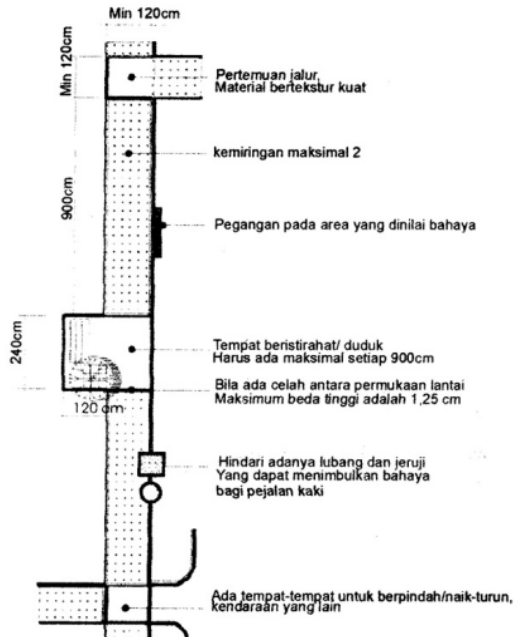 Min 120cm
Min 120cm
Pertemuan jalur,
Material bertekstur kuat
kemiringan maksimal 2
900cm
Pegangan pada area yang dinilai bahaya
240cm
Tempat beristirahat/ duduk
Harus ada maksimal setiap 900cm
Bila ada celah antara permukaan lantai
Maksimum beda tinggi adalah 1,25 cm
120 cm
Hindari adanya lubang dan jeruji
Yang dapat menimbulkan bahaya
bagi pejalan kaki
Ada tempat-tempat untuk berpindah/naik-turun,
kendaraan yang lain